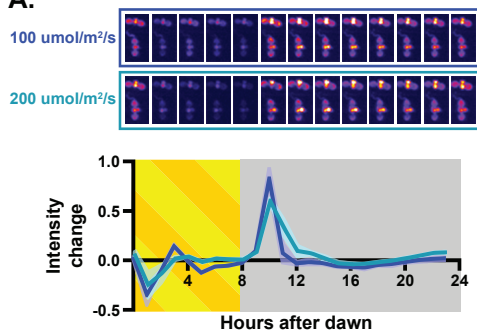 A.
100 umol/m²/s
200 umol/m²/s
1.0
0.5
0.0
-0.5
Intensity
change
4
8
12
16
20
24
Hours after dawn